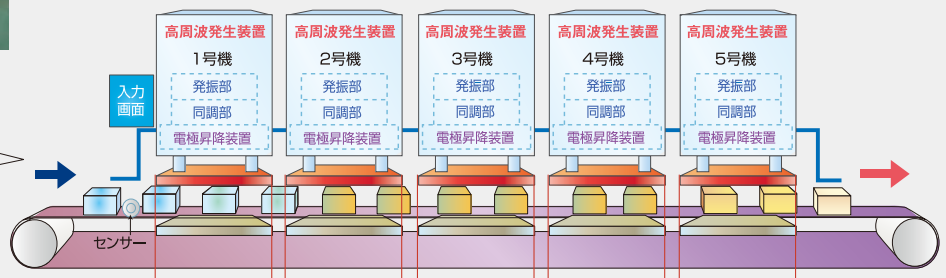 高周波発生装置
1号機
発振部
同調部
電極昇降装置
高周波発生装置
2号機
発振部
同調部
電極昇降装置
高周波発生装置
3号機
発振部
同調部
電極昇降装置
高周波発生装置
4号機
発振部
同調部
電極昇降装置
高周波発生装置
5号機
発振部
同調部
電極昇降装置
入力
画面
センサー